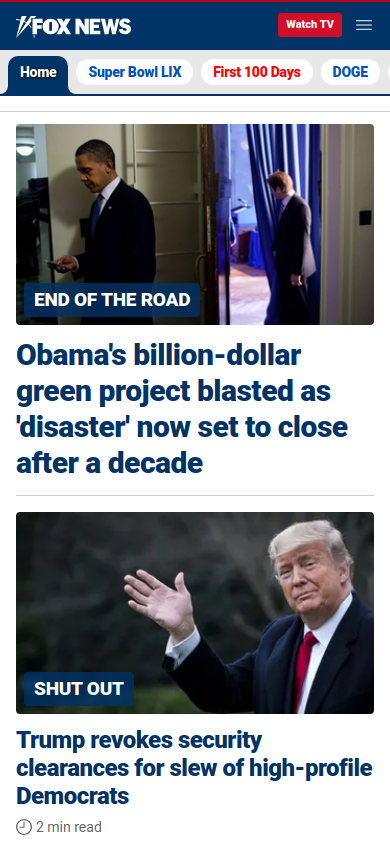 FOX NEWS
Watch TV
Home
Super Bowl LIX
First 100 Days
DOGE
END OF THE ROAD
Obama's billion-dollar
green project blasted as
'disaster' now set to close
after a decade
SHUT OUT
Trump revokes security
clearances for slew of high-profile
Democrats
2 min read